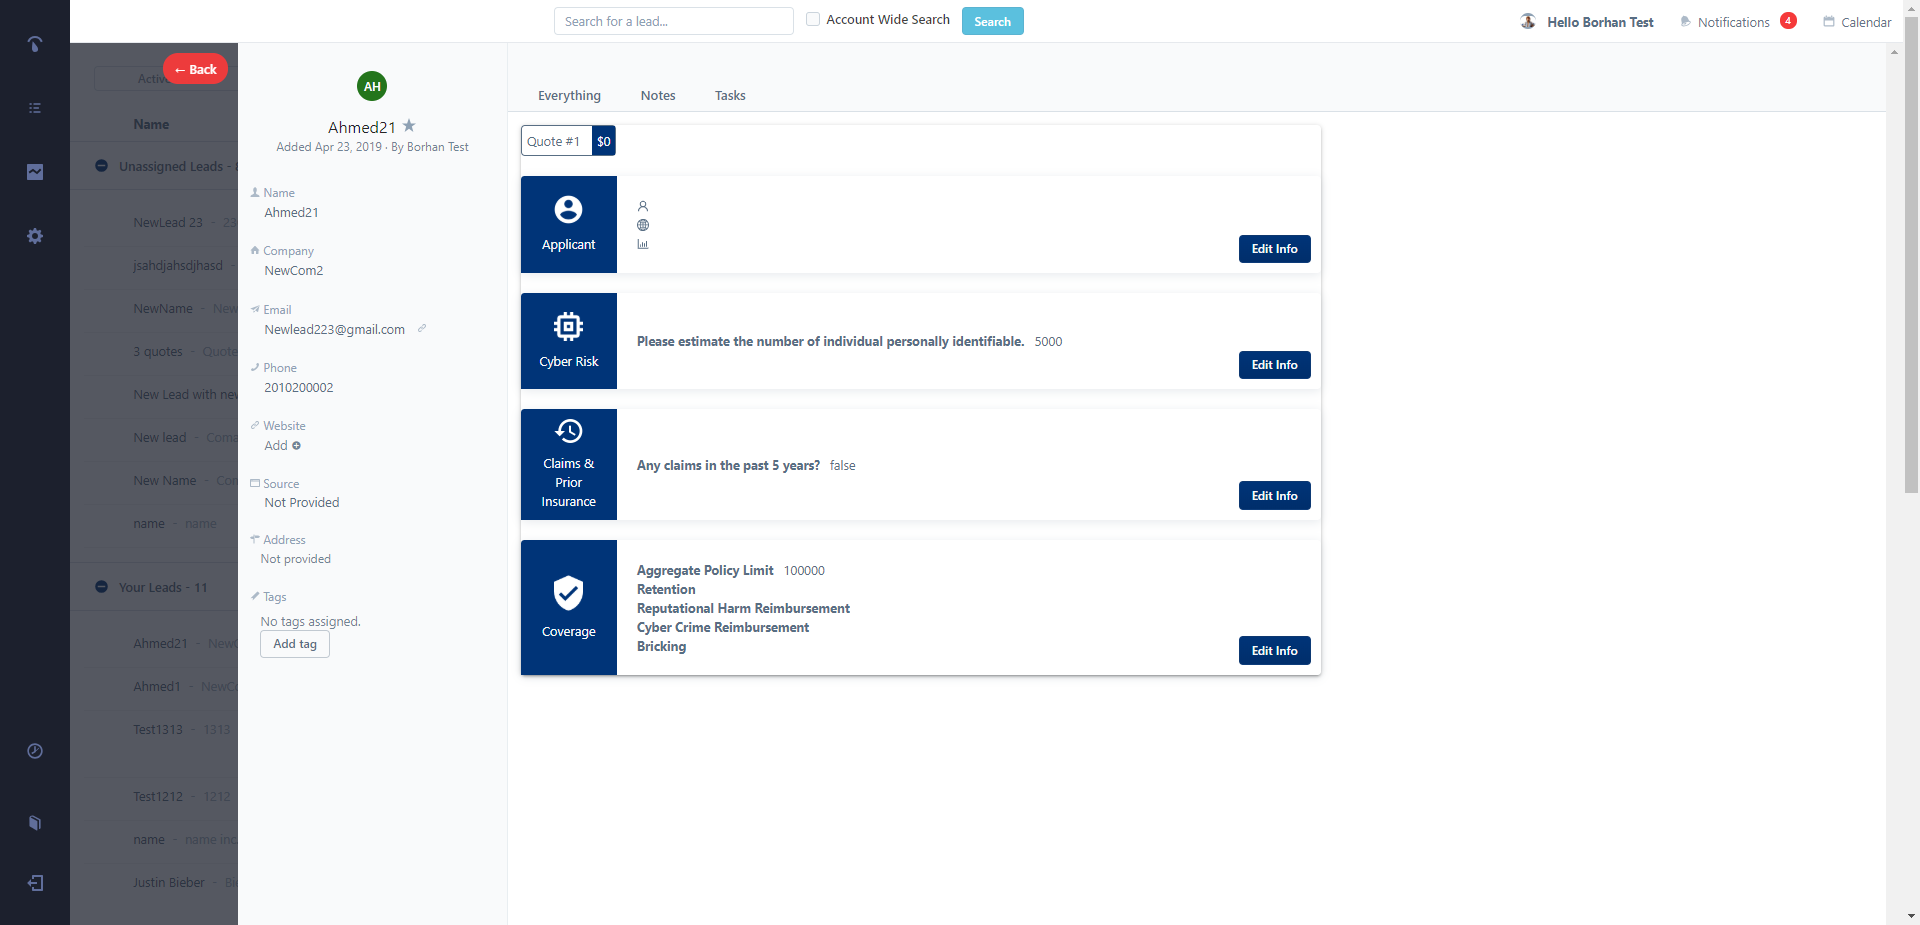 Search for a lead...
Account Wide Search
Search
Hello Borhan Test
Notifications
4
Calendar
← Back
Name
Unassigned Leads -
NewLead 23 - 23
jsahdjahsdjhasd -
NewName - New
3 quotes - Quote
New Lead with new
New lead - Coma
New Name - Con
name - name
Your Leads - 11
Ahmed21 - NewC
Ahmed1 - NewCo
Test1313 - 1313
Test1212 - 1212
name - name inc.
Justin Bieber - Bie
AH
Ahmed21
Added Apr 23, 2019 · By Borhan Test
Name
Ahmed21
Company
NewCom2
Email
Newlead223@gmail.com
Phone
2010200002
Website
Add
Source
Not Provided
Address
Not provided
Tags
No tags assigned.
Add tag
Everything
Notes
Tasks
Quote #1 $0
Applicant
Edit Info
Cyber Risk
Please estimate the number of individual personally identifiable. 5000
Edit Info
Claims &
Prior
Insurance
Any claims in the past 5 years? false
Edit Info
Coverage
Aggregate Policy Limit 100000
Retention
Reputational Harm Reimbursement
Cyber Crime Reimbursement
Bricking
Edit Info